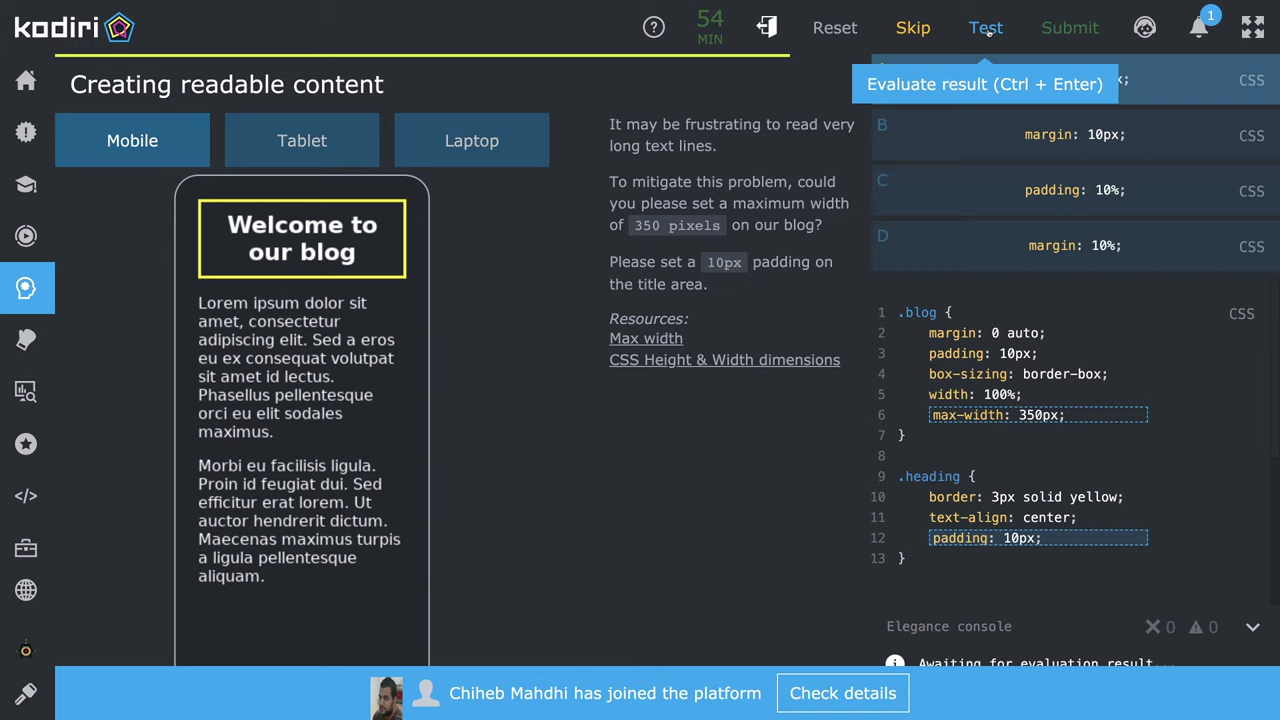 kodiri
?
54
MIN
Reset
Skip
Test
Submit
1
Creating readable content
Evaluate result (Ctrl + Enter)
CSS
Mobile
Tablet
Laptop
Welcome to
our blog
Lorem ipsum dolor sit
amet, consectetur
adipiscing elit. Sed a eros
eu ex consequat volutpat
sit amet id lectus.
Phasellus pellentesque
orci eu elit sodales
maximus.
Morbi eu facilisis ligula.
Proin id feugiat dui. Sed
efficitur erat lorem. Ut
auctor hendrerit dictum.
Maecenas maximus turpis
a ligula pellentesque
aliquam.
It may be frustrating to read very
long text lines.
To mitigate this problem, could
you please set a maximum width
of 350 pixels on our blog?
Please set a 10px padding on
the title area.
Resources:
Max width
CSS Height & Width dimensions
B margin: 10px; CSS
C padding: 10%; CSS
D margin: 10%; CSS
1 .blog { CSS
2 margin: 0 auto;
3 padding: 10px;
4 box-sizing: border-box;
5 width: 100%;
6 max-width: 350px;
7 }
8
9 .heading {
10 border: 3px solid yellow;
11 text-align: center;
12 padding: 10px;
13 }
Elegance console
0
0
Awaiting for evaluation result...
Chiheb Mahdhi has joined the platform
Check details